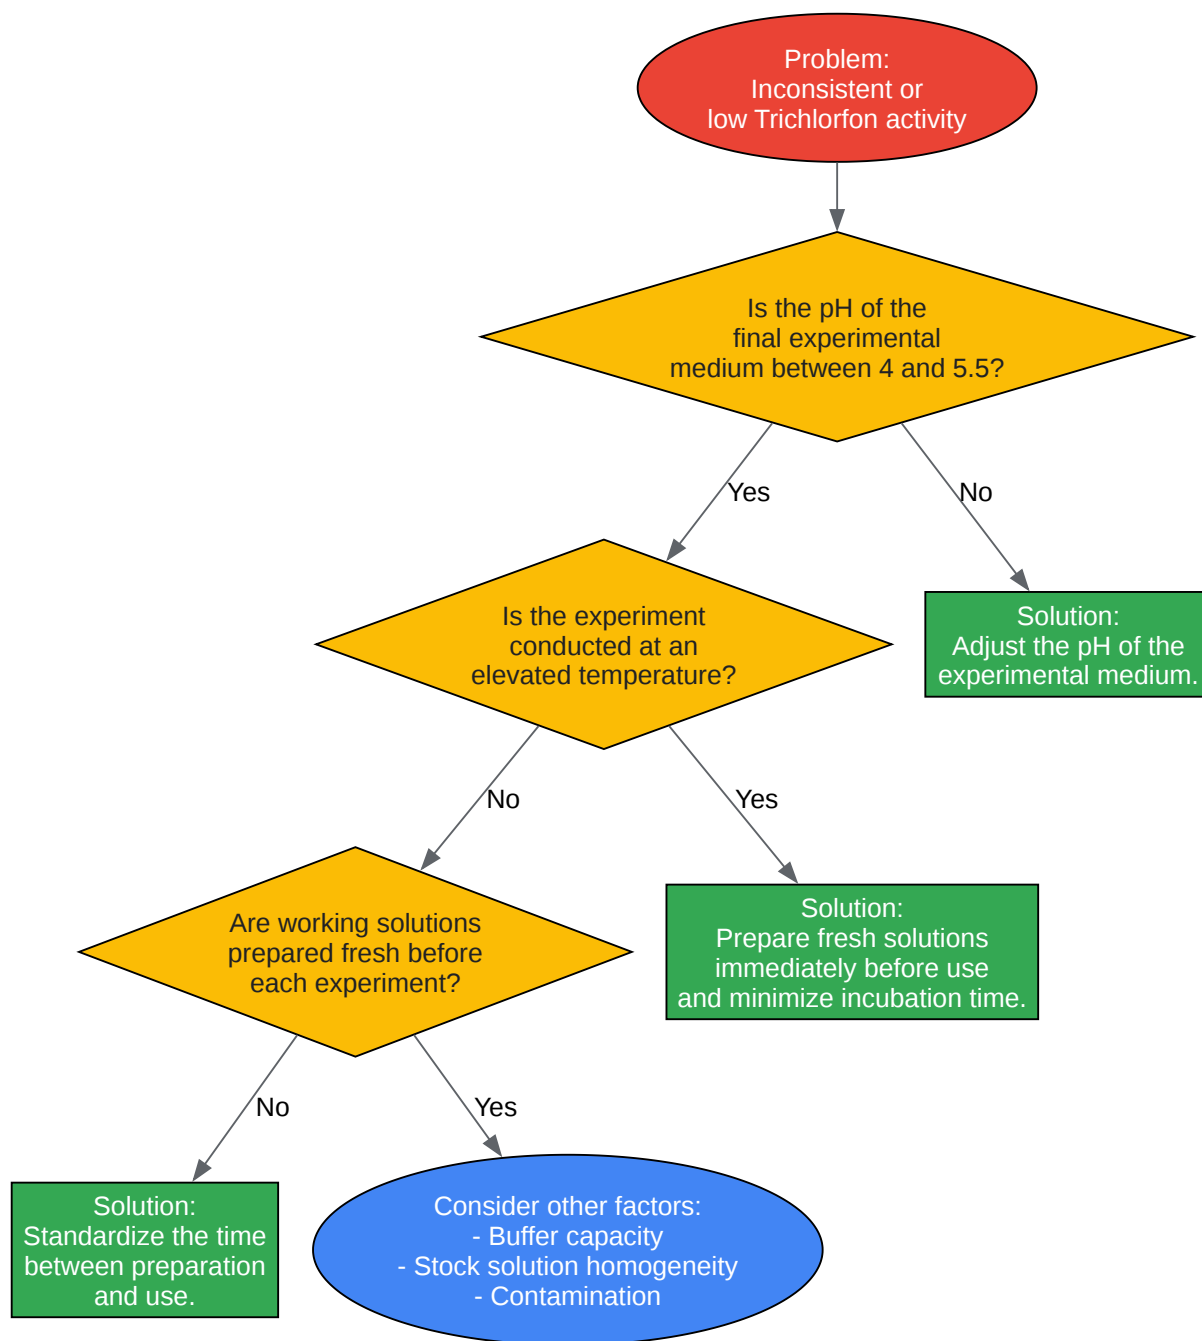 Problem:
Inconsistent or
low Trichlorfon activity
Is the pH of the
final experimental
medium between 4 and 5.5?
Yes
No
Is the experiment
conducted at an
elevated temperature?
Solution:
Adjust the pH of the
experimental medium.
No
Yes
Are working solutions
prepared fresh before
each experiment?
Solution:
Prepare fresh solutions
immediately before use
and minimize incubation time.
No
Yes
Solution:
Standardize the time
between preparation
and use.
Consider other factors:
- Buffer capacity
- Stock solution homogeneity
- Contamination